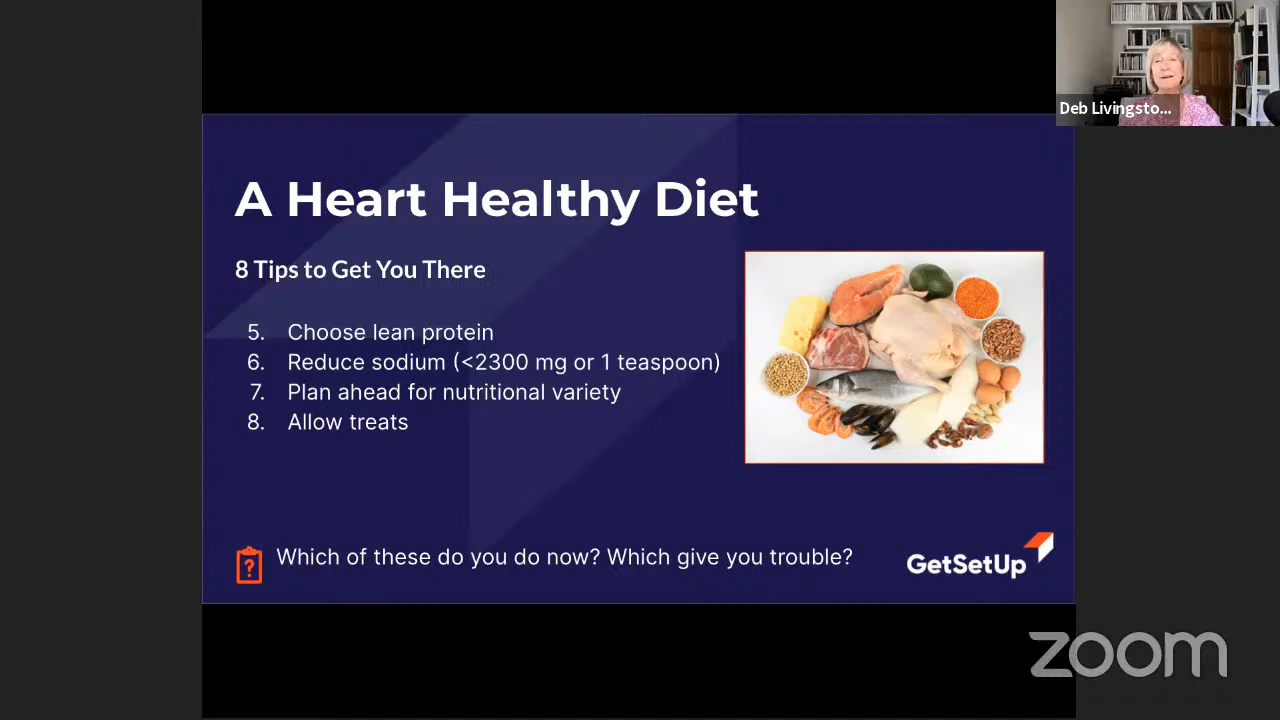 Deb Livingsto...
A Heart Healthy Diet
8 Tips to Get You There
5. Choose lean protein
6. Reduce sodium (<2300 mg or 1 teaspoon)
7. Plan ahead for nutritional variety
8. Allow treats
? Which of these do you do now? Which give you trouble?
GetSetUp
zoom